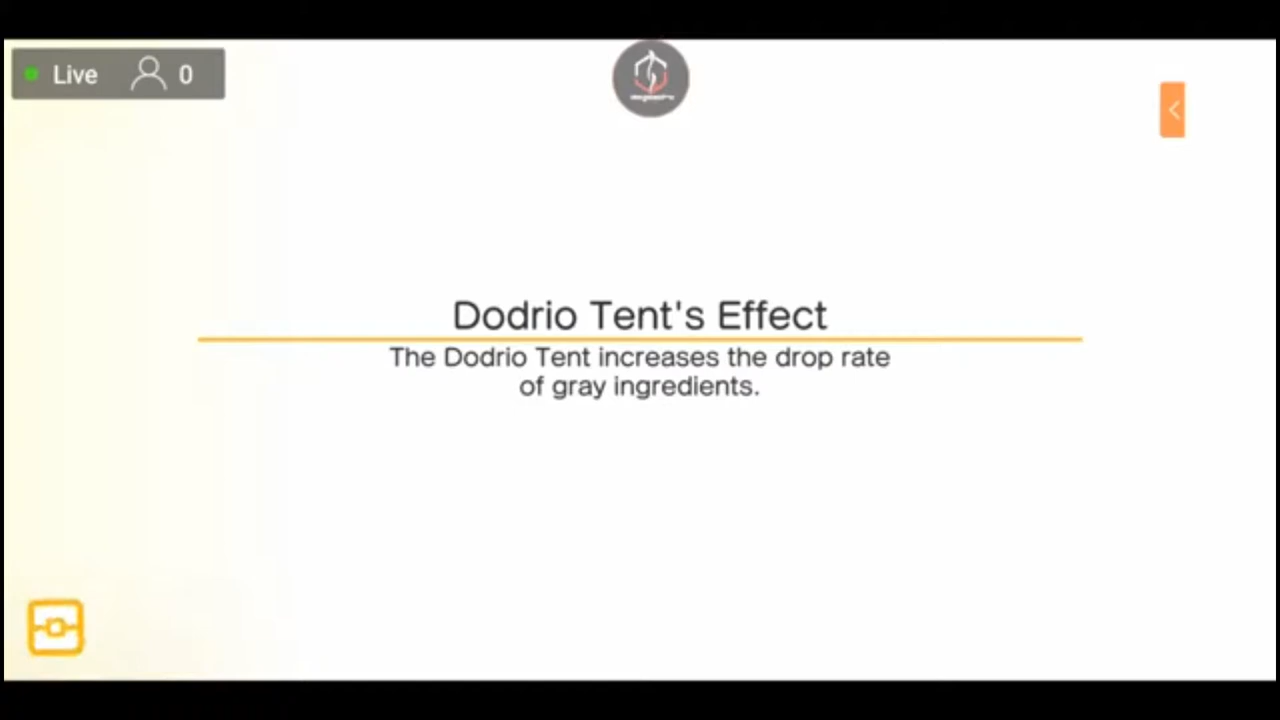 Live 0
Dodrio Tent's Effect
The Dodrio Tent increases the drop rate
of gray ingredients.